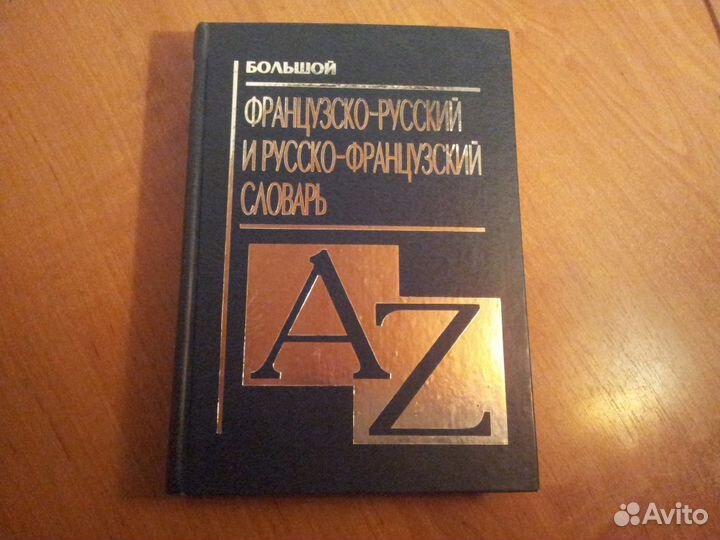 БОЛЬШОЙ
ФРАНЦУЗСКО-РУССКИЙ
И РУССКО-ФРАНЦУЗСКИЙ
СЛОВАРЬ
A
Z
Avito